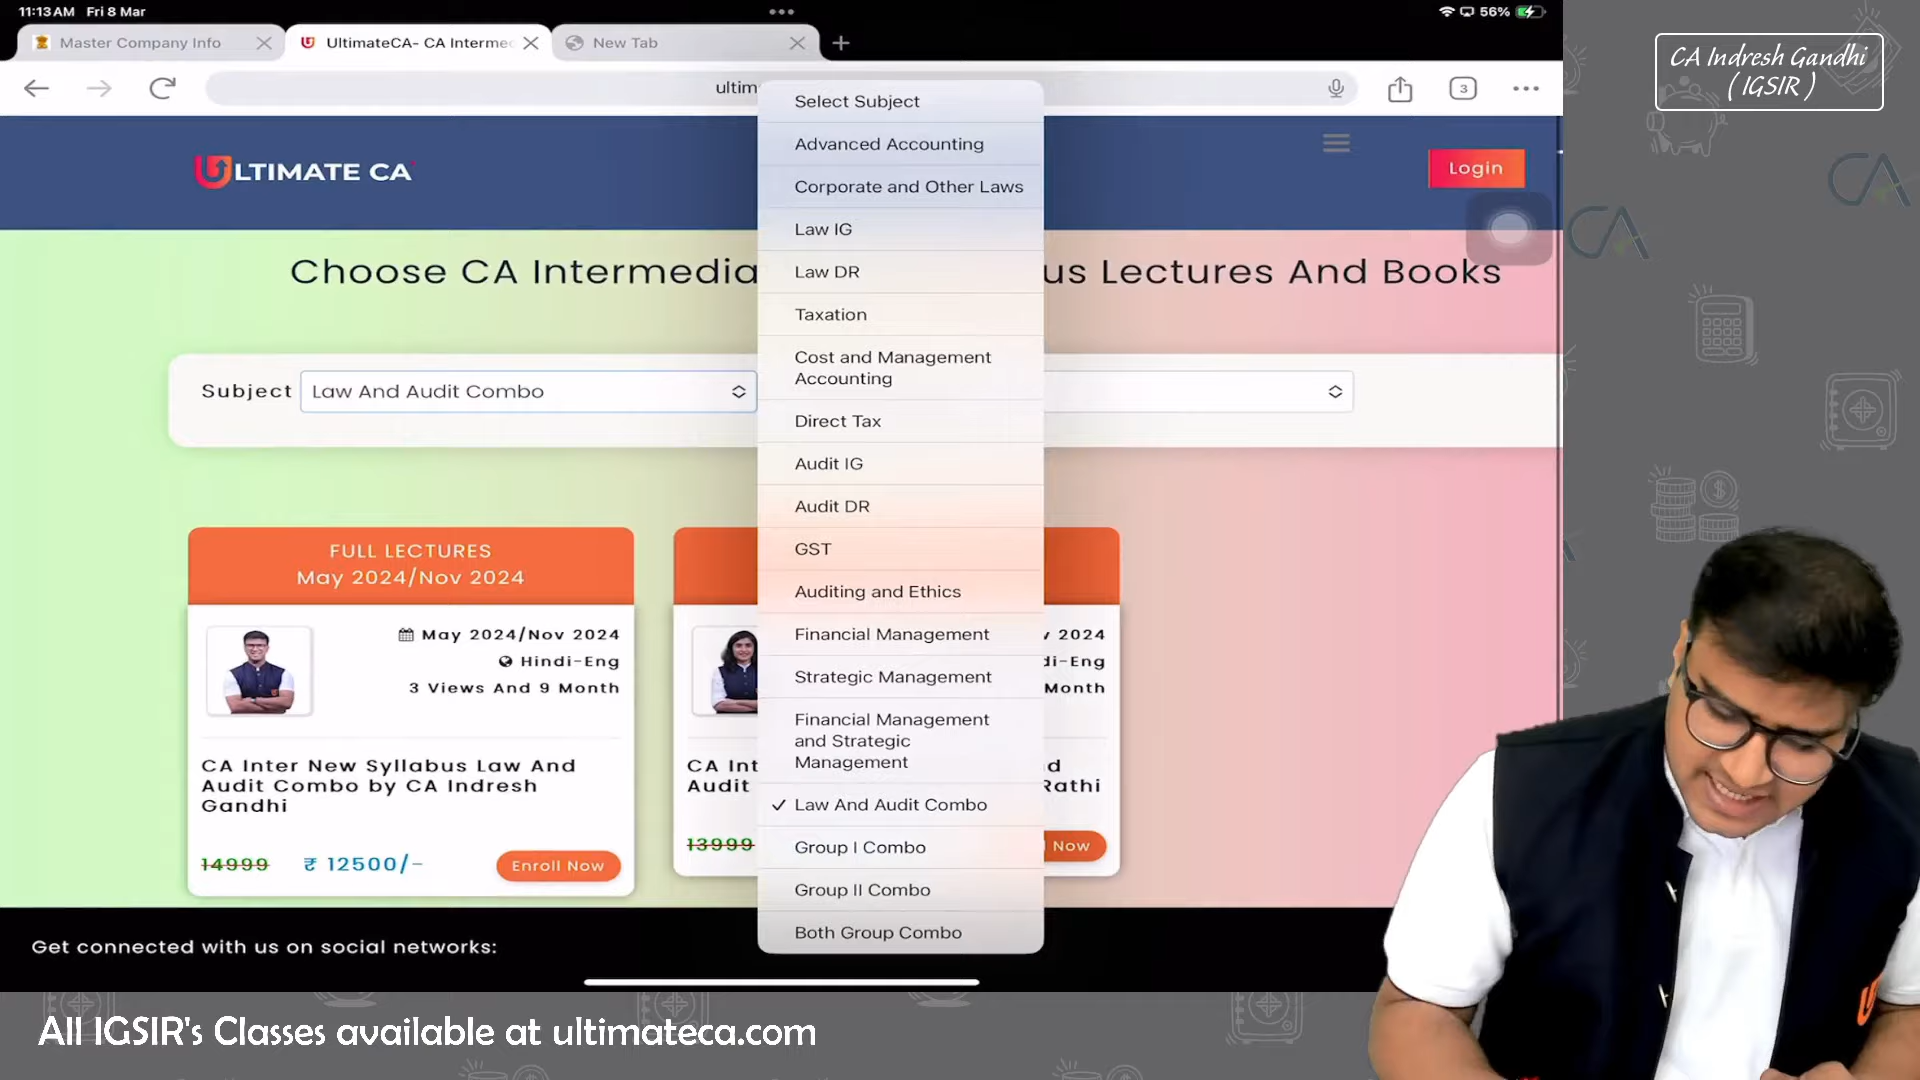 11:13 AM Fri 8 Mar
56%
Master Company Info
UltimateCA- CA Interme
New Tab
ultim
3
CA Indresh Gandhi
( IGSIR )
ULTIMATE CA
Login
Choose CA Intermedia
us Lectures And Books
Subject
Law And Audit Combo
Select Subject
Advanced Accounting
Corporate and Other Laws
Law IG
Law DR
Taxation
Cost and Management
Accounting
Direct Tax
Audit IG
Audit DR
GST
Auditing and Ethics
Financial Management
Strategic Management
Financial Management
and Strategic
Management
✓ Law And Audit Combo
Group I Combo
Group II Combo
Both Group Combo
FULL LECTURES
May 2024/Nov 2024
May 2024/Nov 2024
Hindi-Eng
3 Views And 9 Month
CA Inter New Syllabus Law And
Audit Combo by CA Indresh
Gandhi
14999 ₹ 12500/-
Enroll Now
v 2024
di-Eng
Month
CA Int
d
Audit
Rathi
13999
Now
Get connected with us on social networks:
All IGSIR's Classes available at ultimateca.com
CA
CA